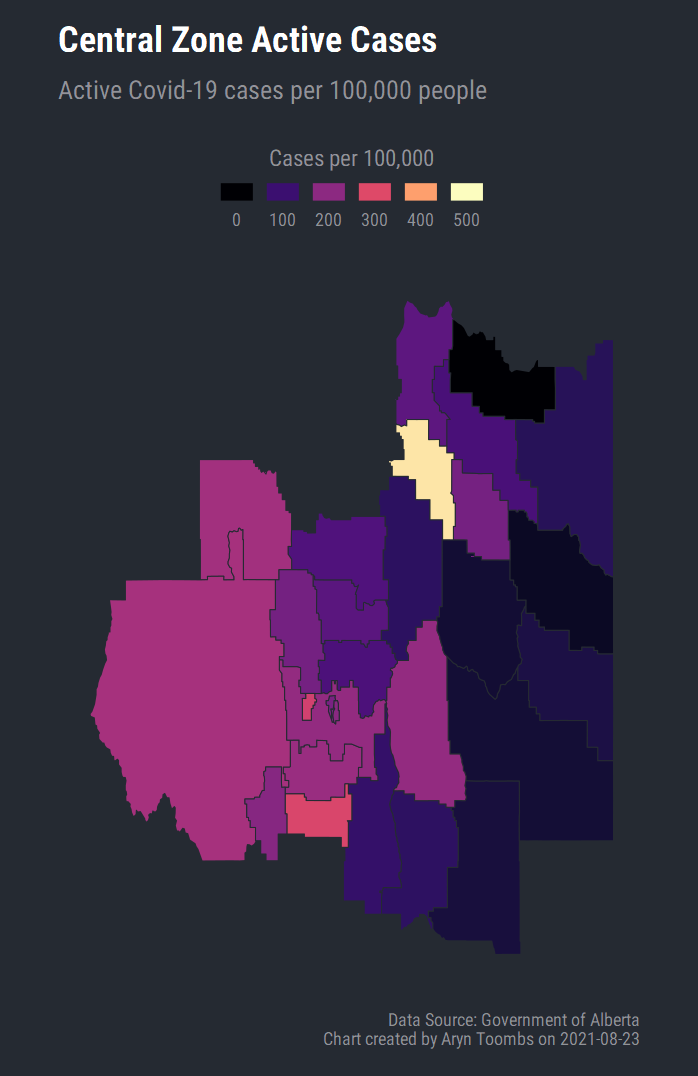 Central Zone Active Cases
Active Covid-19 cases per 100,000 people
Cases per 100,000
0 100 200 300 400 500
Data Source: Government of Alberta
Chart created by Aryn Toombs on 2021-08-23